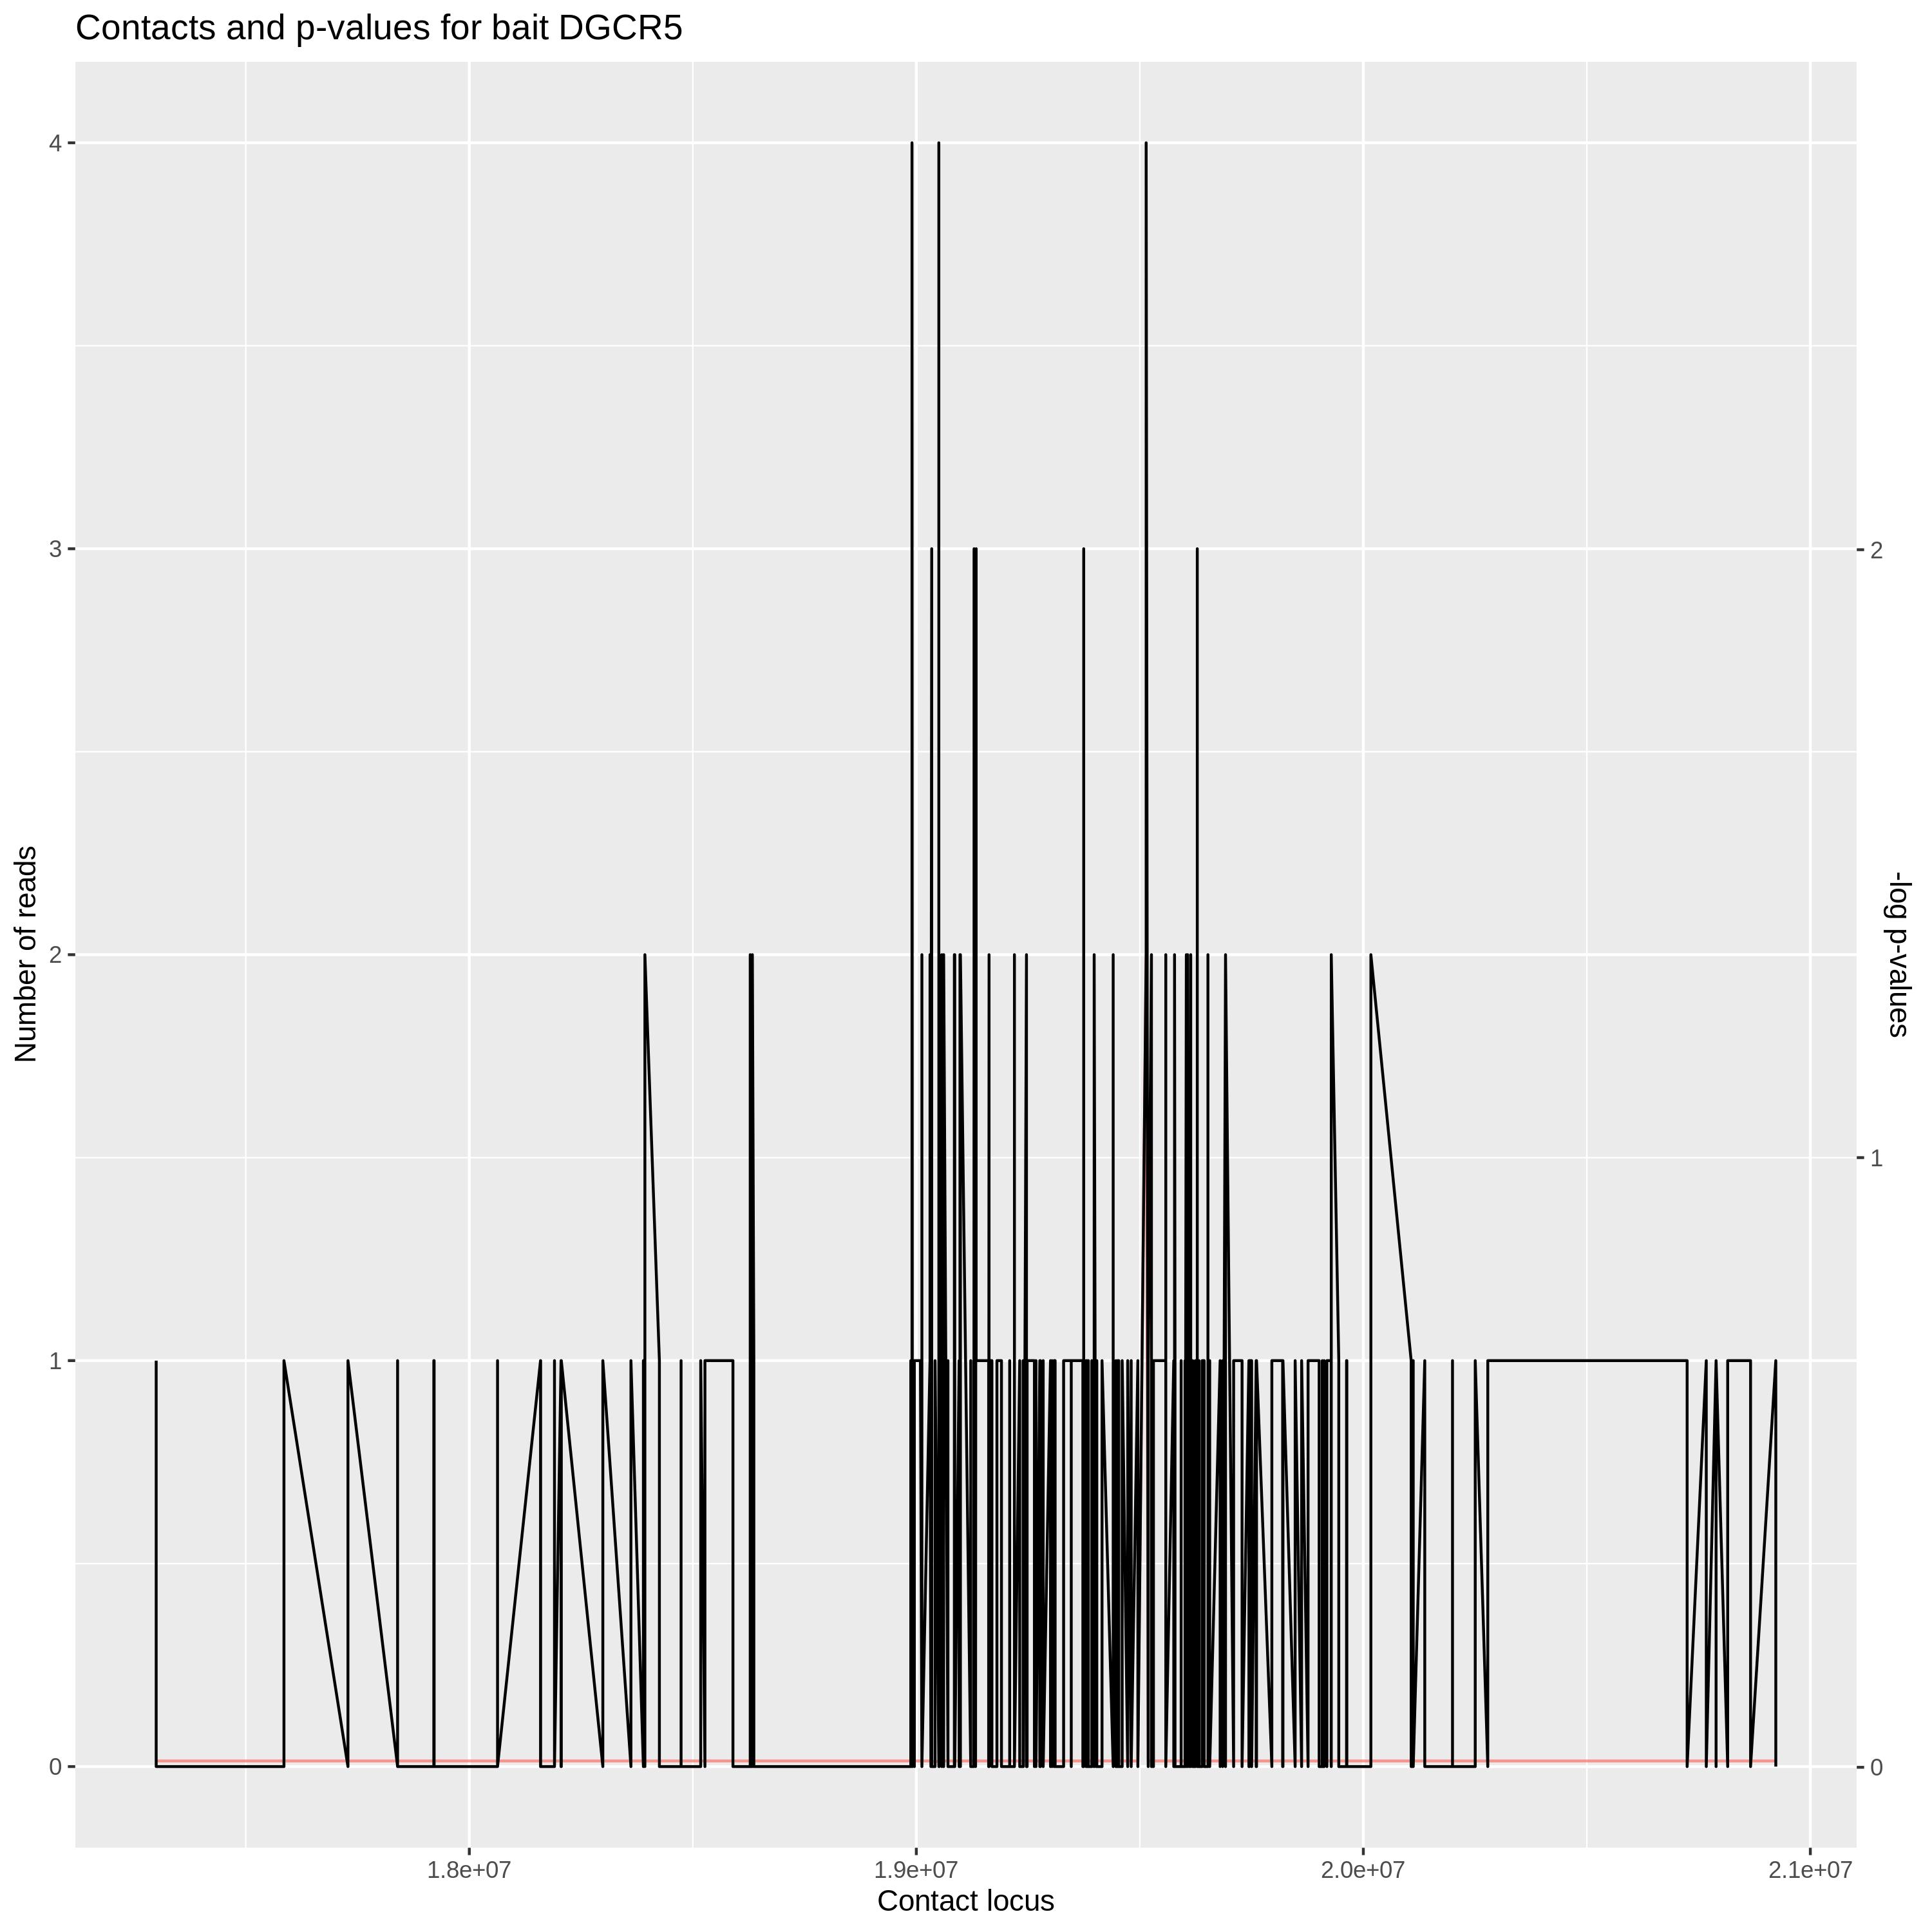 Contacts and p-values for bait DGCR5
4
3
2
1
0
Number of reads
2
1
0
-log p-values
1.8e+07
1.9e+07
2.0e+07
2.1e+07
Contact locus